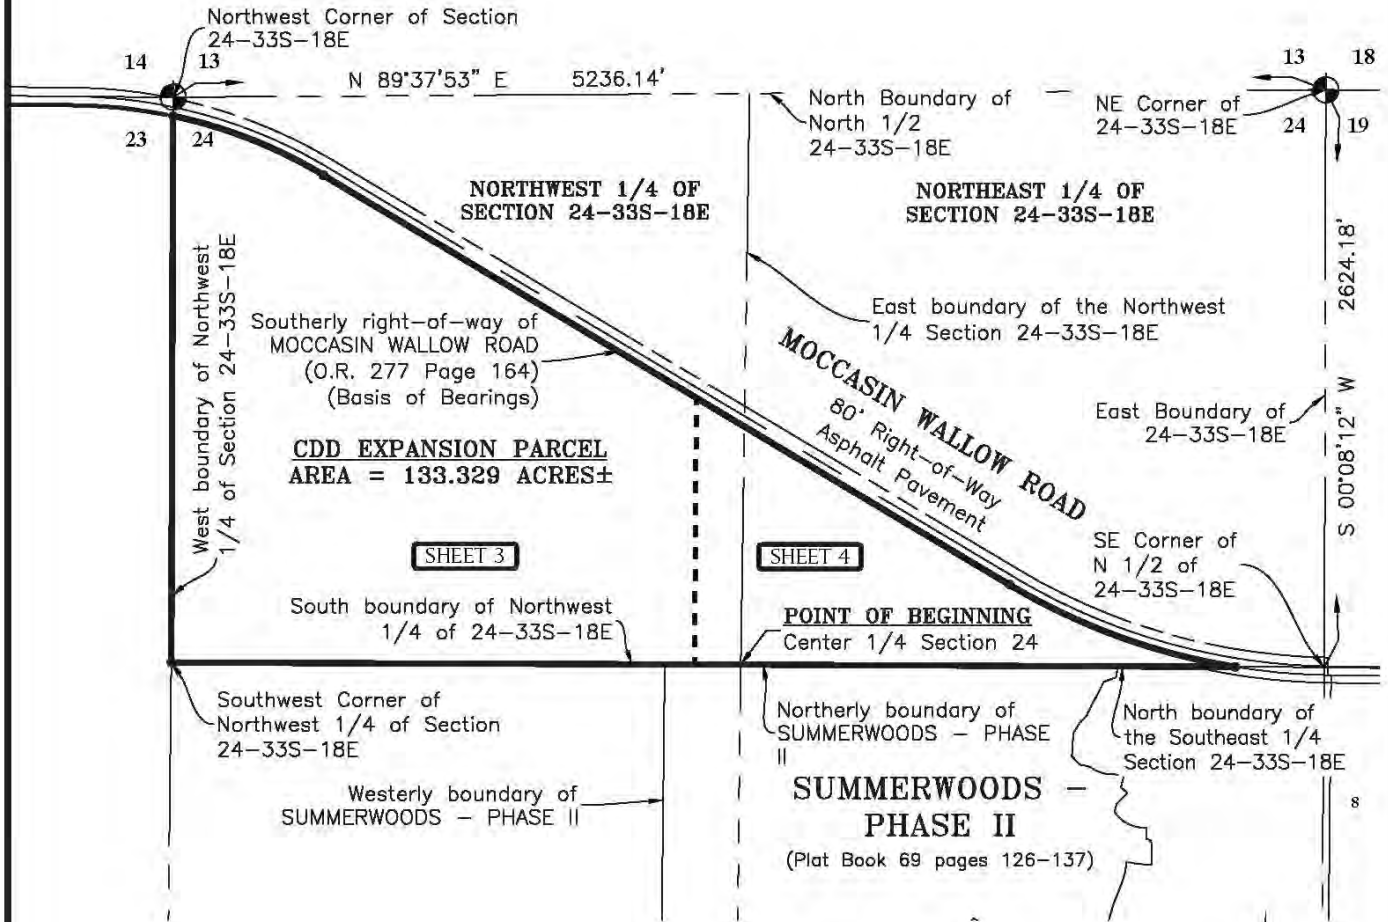 Northwest Corner of Section
24-33S-18E
14
13
23
24
N 89°37'53" E
5236.14'
North Boundary of
North 1/2
24-33S-18E
NE Corner of
24-33S-18E
13
18
24
19
NORTHWEST 1/4 OF
SECTION 24-33S-18E
NORTHEAST 1/4 OF
SECTION 24-33S-18E
West boundary of Northwest
1/4 of Section 24-33S-18E
Southerly right-of-way of
MOCCASIN WALLOW ROAD
(O.R. 277 Page 164)
(Basis of Bearings)
East boundary of the Northwest
1/4 Section 24-33S-18E
MOCCASIN WALLOW ROAD
80' Right-of-Way
Asphalt Pavement
East Boundary of
24-33S-18E
S 00°08'12" W 2624.18'
CDD EXPANSION PARCEL
AREA = 133.329 ACRES±
SHEET 3
SHEET 4
SE Corner of
N 1/2 of
24-33S-18E
South boundary of Northwest
1/4 of 24-33S-18E
POINT OF BEGINNING
Center 1/4 Section 24
Southwest Corner of
Northwest 1/4 of Section
24-33S-18E
Northerly boundary of
SUMMERWOODS - PHASE
II
North boundary of
the Southeast 1/4
Section 24-33S-18E
Westerly boundary of
SUMMERWOODS - PHASE II
SUMMERWOODS -
PHASE II
(Plat Book 69 pages 126-137)
8